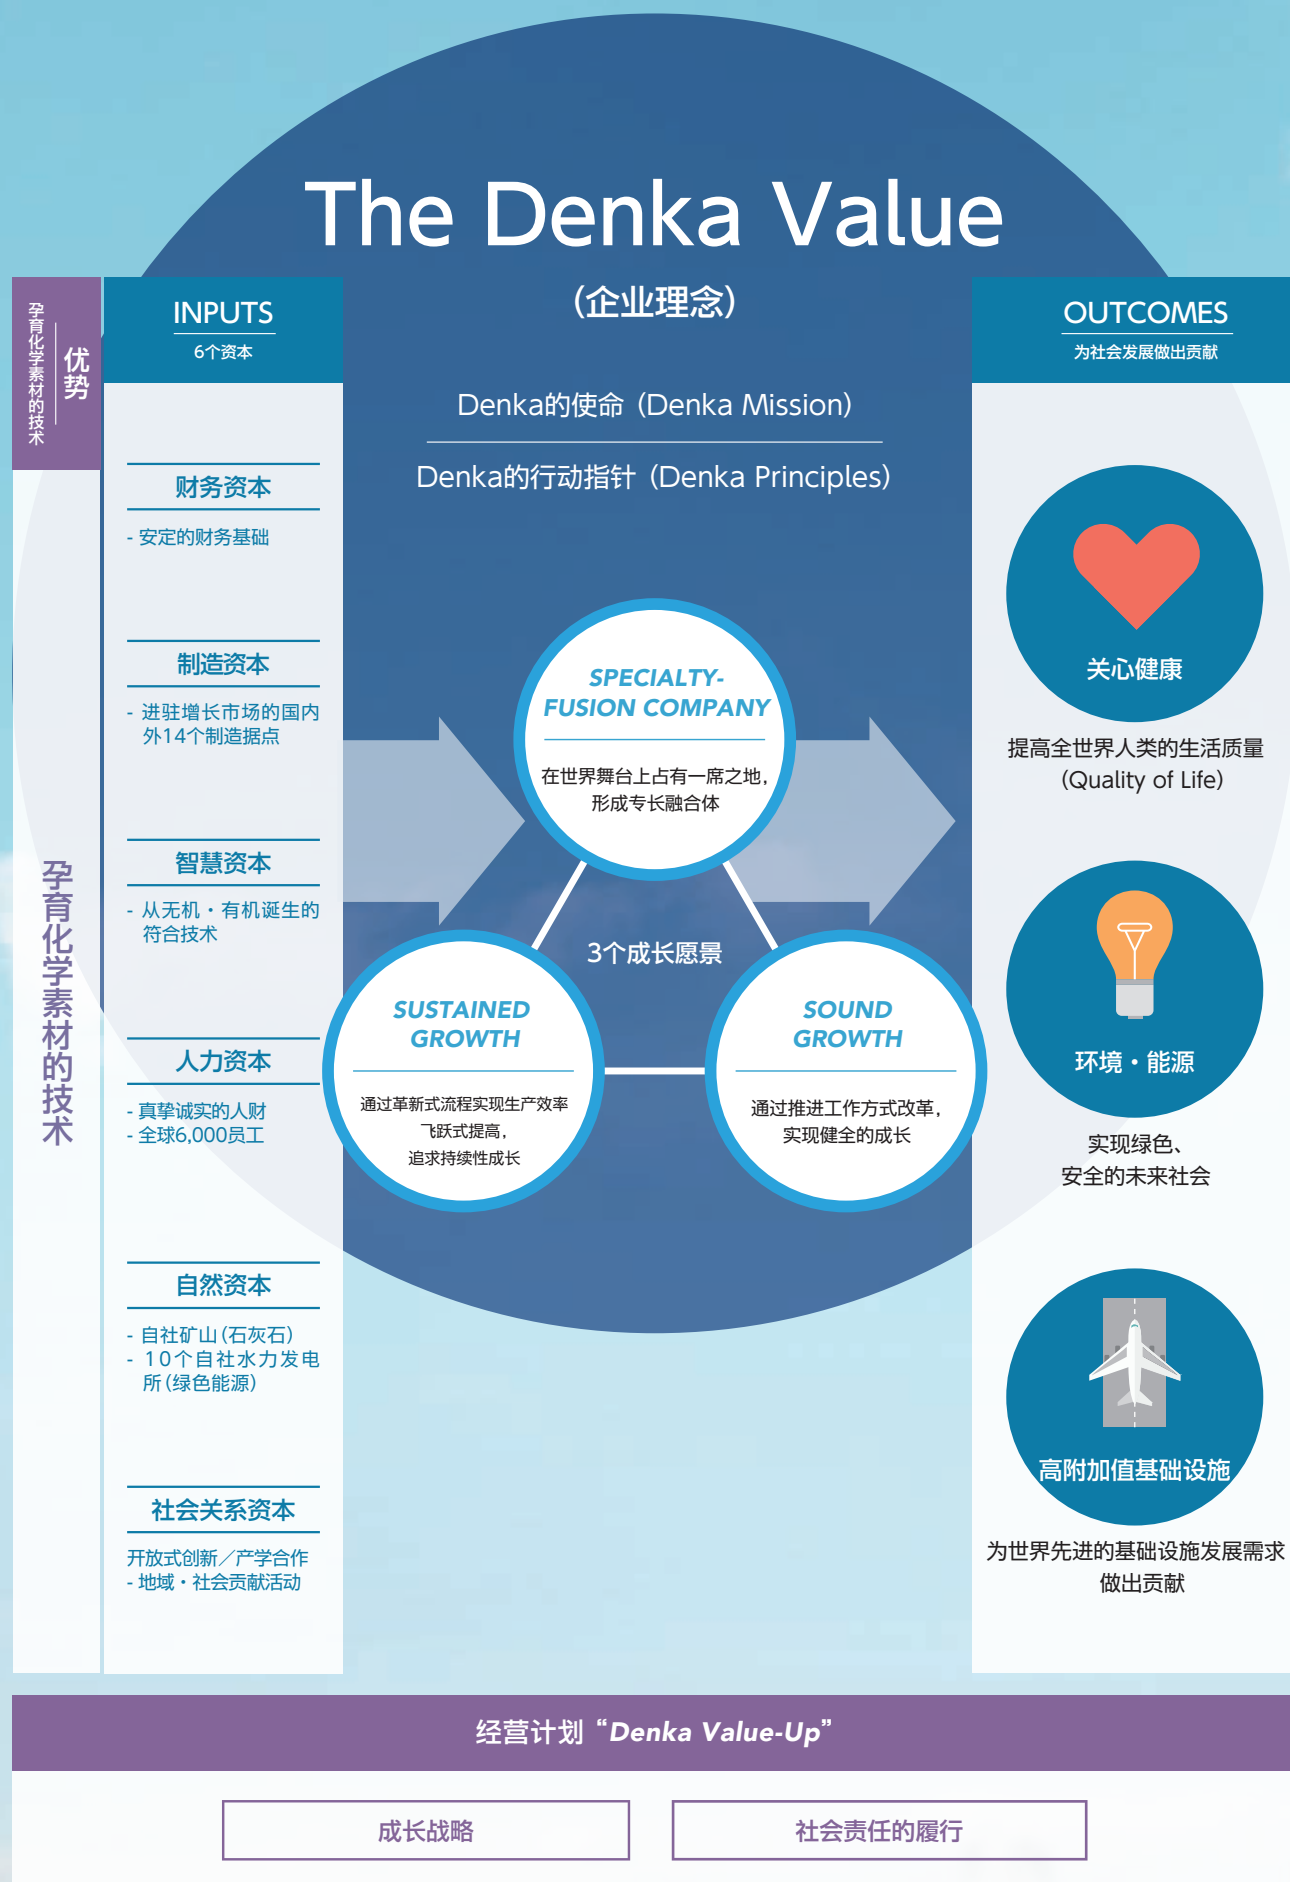 The Denka Value
(企业理念)
Denka的使命 (Denka Mission)
Denka的行动指针 (Denka Principles)
优势
孕育化学素材的技术
孕育化学素材的技术
INPUTS
6个资本
财务资本
- 安定的财务基础
制造资本
- 进驻增长市场的国内
外14个制造据点
智慧资本
- 从无机・有机诞生的
符合技术
人力资本
- 真挚诚实的人财
- 全球6,000员工
自然资本
- 自社矿山(石灰石)
- 10个自社水力发电
所(绿色能源)
社会关系资本
开放式创新／产学合作
- 地域・社会贡献活动
SPECIALTY-
FUSION COMPANY
在世界舞台上占有一席之地,
形成专长融合体
3个成长愿景
SUSTAINED
GROWTH
通过革新式流程实现生产效率
飞跃式提高,
追求持续性成长
SOUND
GROWTH
通过推进工作方式改革,
实现健全的成长
OUTCOMES
为社会发展做出贡献
关心健康
提高全世界人类的生活质量
(Quality of Life)
环境・能源
实现绿色、
安全的未来社会
高附加值基础设施
为世界先进的基础设施发展需求
做出贡献
经营计划 “Denka Value-Up”
成长战略
社会责任的履行